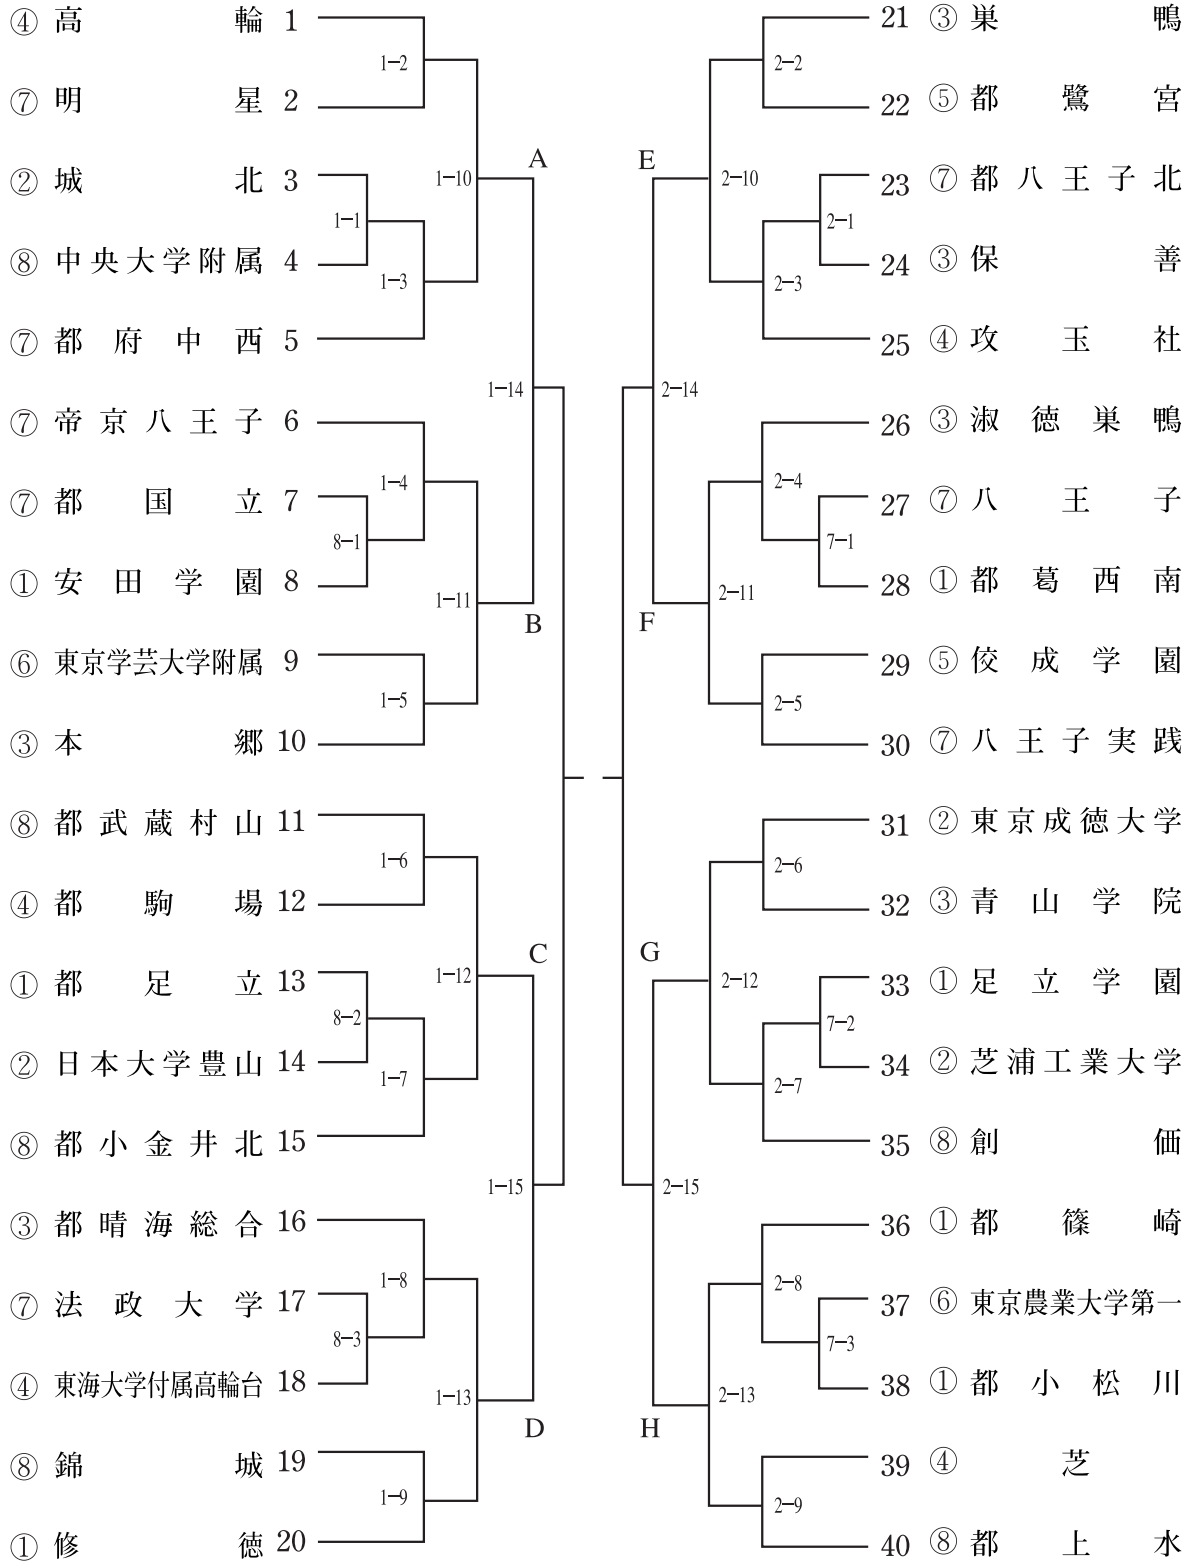 ④ 高輪 1
1-2
⑦ 明星 2
② 城北 3
1-1
1-10
A
⑧ 中央大学附属 4
1-3
⑦ 都府中西 5
1-14
⑦ 帝京八王子 6
1-4
⑦ 都国立 7
8-1
① 安田学園 8
1-11
B
⑥ 東京学芸大学附属 9
1-5
③ 本郷 10
⑧ 都武蔵村山 11
1-6
④ 都駒場 12
C
① 都足立 13
1-12
8-2
② 日本大学豊山 14
1-7
⑧ 都小金井北 15
1-15
③ 都晴海総合 16
1-8
⑦ 法政大学 17
8-3
④ 東海大学付属高輪台 18
1-13
D
⑧ 錦城 19
1-9
① 修徳 20
21 ③ 巣鴨
2-2
22 ⑤ 都鷺宮
E
2-10
23 ⑦ 都八王子北
2-1
24 ③ 保善
2-3
25 ④ 攻玉社
2-14
26 ③ 淑徳巣鴨
2-4
27 ⑦ 八王子
7-1
28 ① 都葛西南
2-11
F
29 ⑤ 佼成学園
2-5
30 ⑦ 八王子実践
31 ② 東京成徳大学
2-6
32 ③ 青山学院
G
2-12
33 ① 足立学園
7-2
34 ② 芝浦工業大学
2-7
35 ⑧ 創価
2-15
36 ① 都篠崎
2-8
37 ⑥ 東京農業大学第一
7-3
38 ① 都小松川
2-13
H
39 ④ 芝
2-9
40 ⑧ 都上水